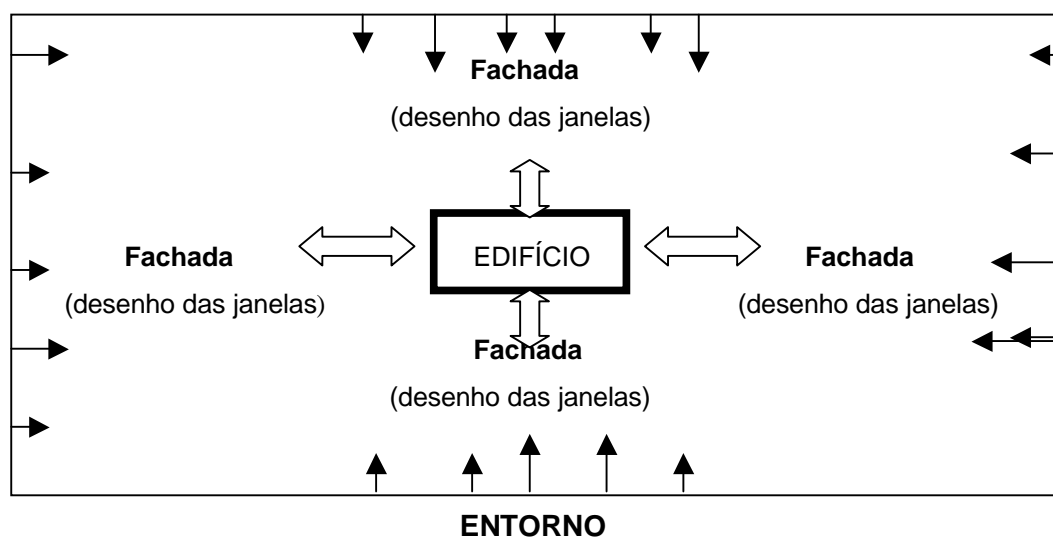 Fachada
(desenho das janelas)
EDIFÍCIO
Fachada
(desenho das janelas)
Fachada
(desenho das janelas)
Fachada
(desenho das janelas)
ENTORNO